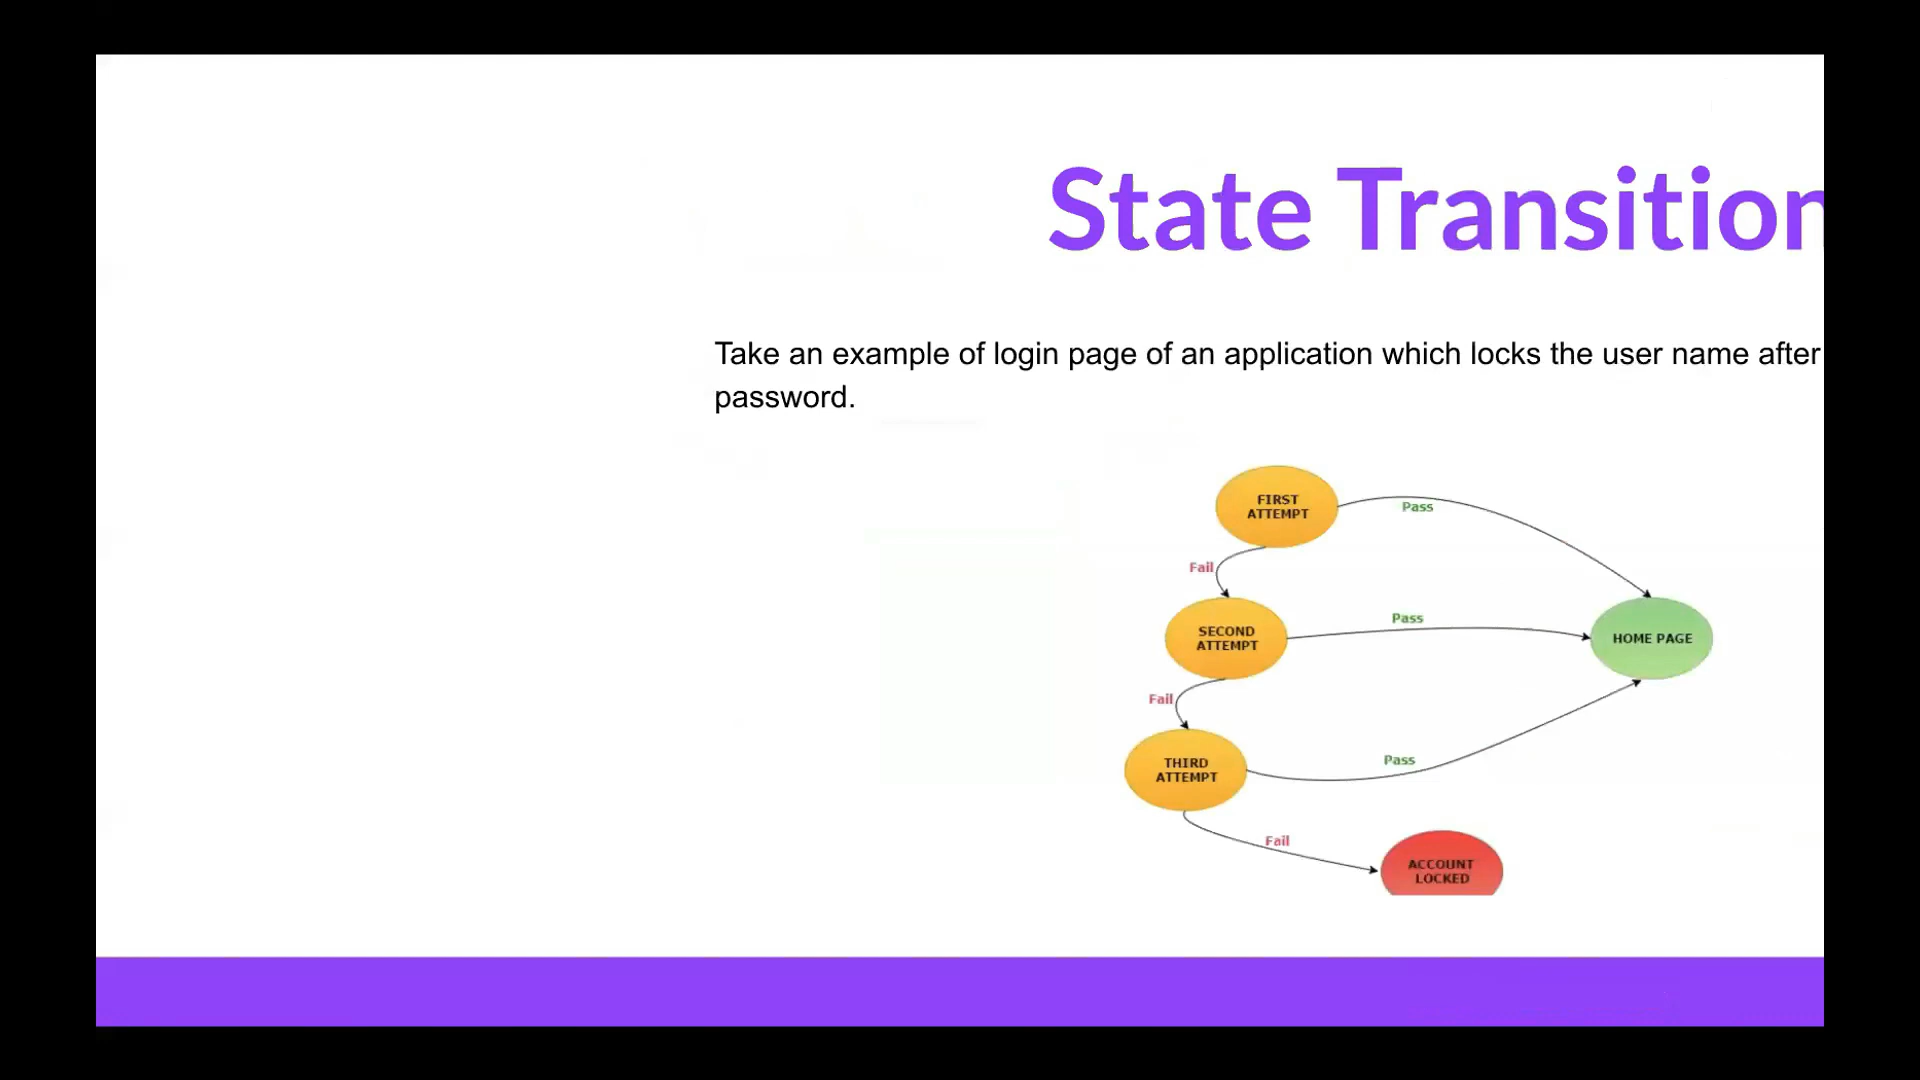 State Transition
Take an example of login page of an application which locks the user name after
password.
FIRST
ATTEMPT
Pass
Fail
SECOND
ATTEMPT
Pass
HOME PAGE
Fail
THIRD
ATTEMPT
Pass
Fail
ACCOUNT
LOCKED